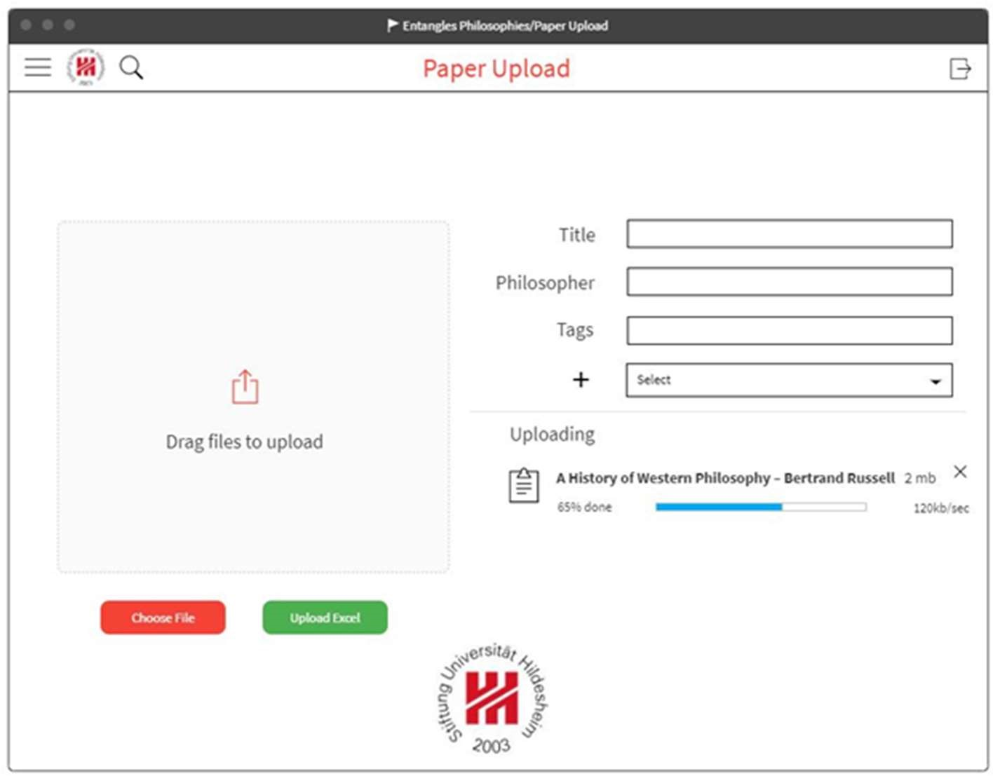 Entangles Philosophies/Paper Upload
Paper Upload
Title
Philosopher
Tags
+ Select
Drag files to upload
Uploading
A History of Western Philosophy – Bertrand Russell 2 mb
65% done 120kb/sec
Choose File Upload Excel
Stiftung Universität Hildesheim
2003